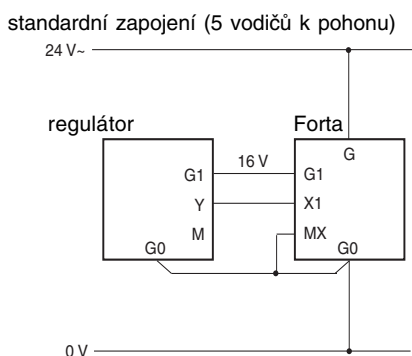 standardní zapojení (5 vodičů k pohonu)
24 V~
regulátor
Forta
G
G1
16 V
G1
Y
X1
M
MX
G0
G0
0 V